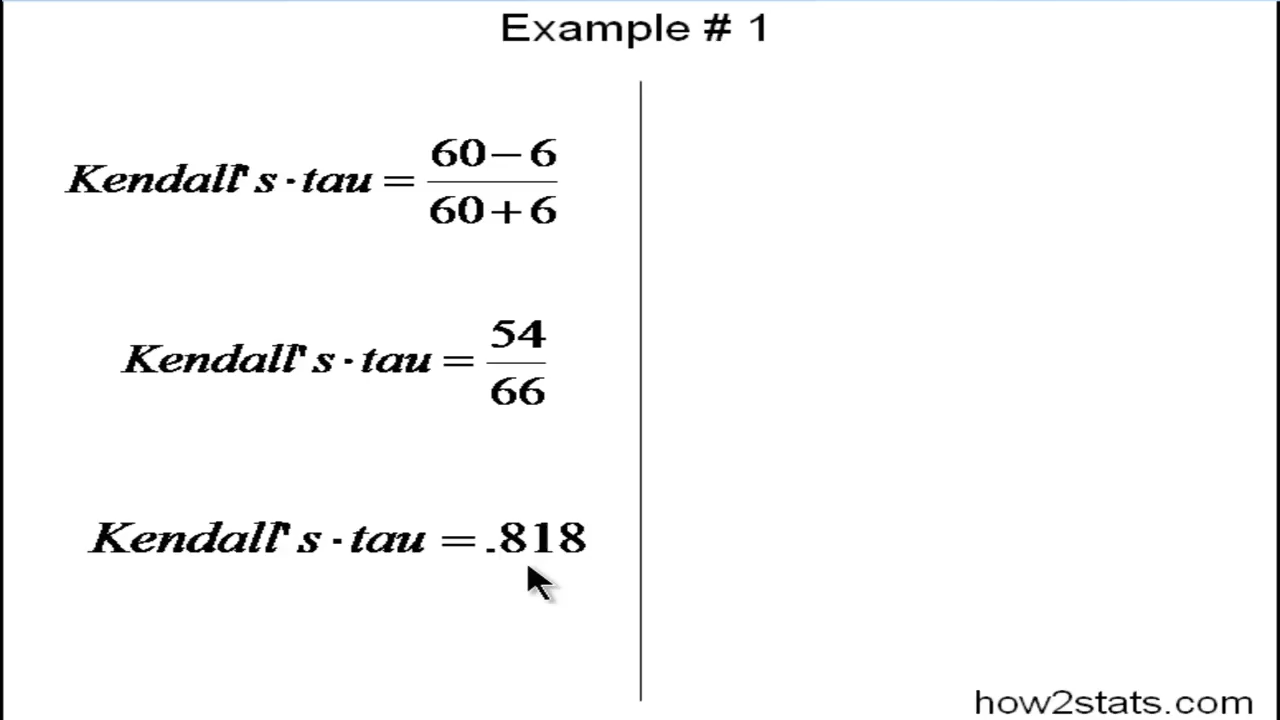 Example # 1
Kendall's · tau = 60 − 6 / 60 + 6
Kendall's · tau = 54 / 66
Kendall's · tau = .818
how2stats.com